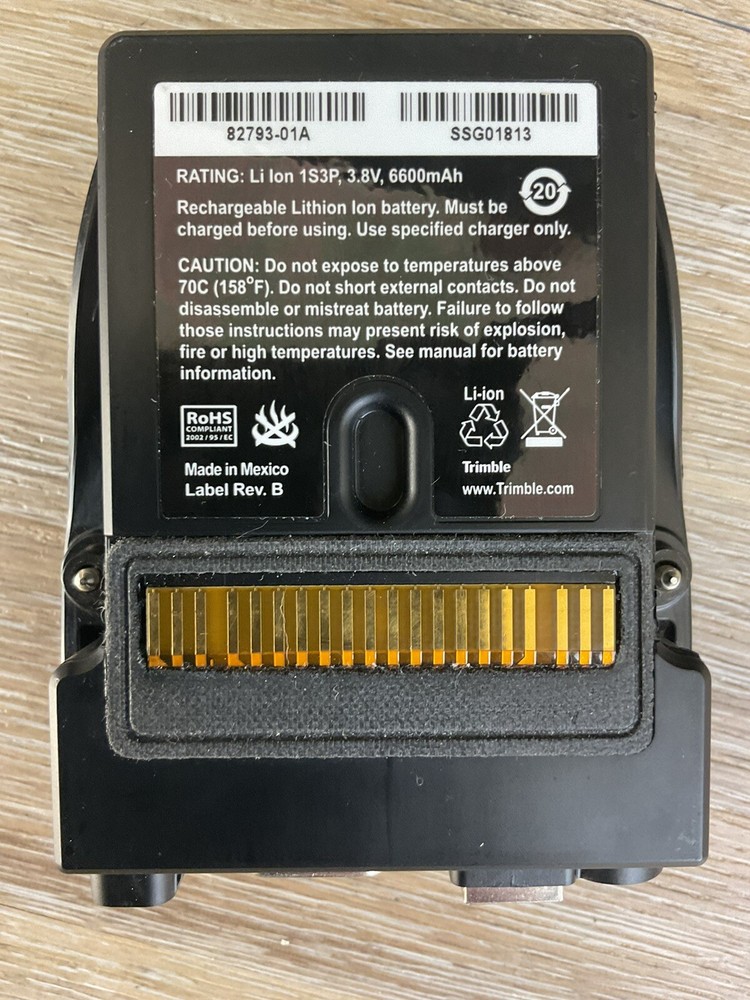 82793-01A SSG01813
RATING: Li Ion 1S3P, 3.8V, 6600mAh
20
Rechargeable Lithion Ion battery. Must be
charged before using. Use specified charger only.
CAUTION: Do not expose to temperatures above
70C (158°F). Do not short external contacts. Do not
disassemble or mistreat battery. Failure to follow
those instructions may present risk of explosion,
fire or high temperatures. See manual for battery
information.
RoHS
COMPLIANT
2002 / 95 / EC
Made in Mexico
Label Rev. B
Li-ion
Trimble
www.Trimble.com